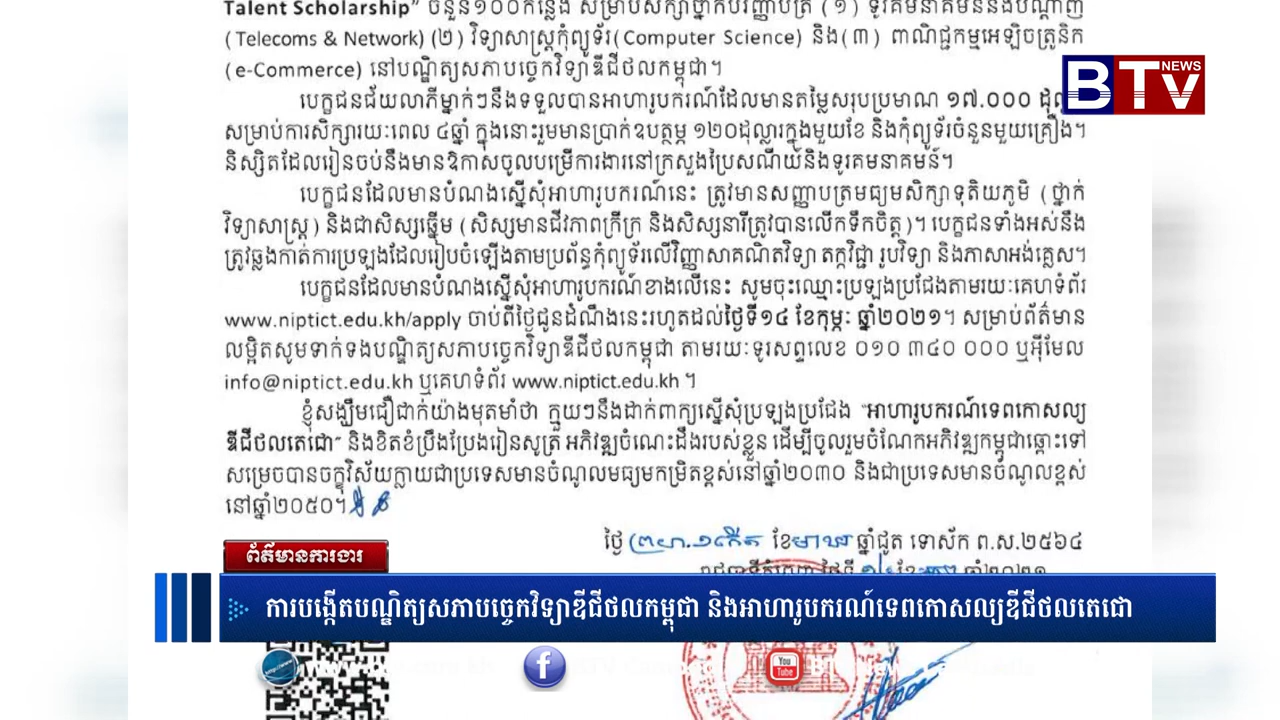 Talent Scholarship” ចំនួន១០០កន្លែង សម្រាប់សិក្សាថ្នាក់បរិញ្ញាបត្រ (១) ទូរគមនាគមន៍និងបណ្តាញ
(Telecoms & Network) (២) វិទ្យាសាស្ត្រកុំព្យូទ័រ(Computer Science) និង(៣) ពាណិជ្ជកម្មអេឡិចត្រូនិក
(e-Commerce) នៅបណ្ឌិត្យសភាបច្ចេកវិទ្យាឌីជីថលកម្ពុជា។
BTV NEWS
បេក្ខជនជ័យលាភីម្នាក់ៗនឹងទទួលបានអាហារូបករណ៍ដែលមានតម្លៃសរុបប្រមាណ ១៧.០០០
សម្រាប់ការសិក្សារយៈពេល ៤ឆ្នាំ ក្នុងនោះរួមមានប្រាក់ឧបត្ថម្ភ ១២០ដុល្លារក្នុងមួយខែ និងកុំព្យូទ័រចំនួនមួយគ្រឿង។
និស្សិតដែលរៀនចប់នឹងមានឱកាសចូលបម្រើការងារនៅក្រសួងប្រៃសណីយ៍និងទូរគមនាគមន៍។
បេក្ខជនដែលមានបំណងស្នើសុំអាហារូបករណ៍នេះ ត្រូវមានសញ្ញាបត្រមធ្យមសិក្សាទុតិយភូមិ (ថ្នាក់
វិទ្យាសាស្ត្រ) និងជាសិស្សឆ្នើម (សិស្សមានជីវភាពក្រីក្រ និងសិស្សនារីត្រូវបានលើកទឹកចិត្ត)។ បេក្ខជនទាំងអស់នឹង
ត្រូវឆ្លងកាត់ការប្រឡងដែលរៀបចំឡើងតាមប្រព័ន្ធកុំព្យូទ័រលើវិញ្ញាសាគណិតវិទ្យា តក្កវិជ្ជា រូបវិទ្យា និងភាសាអង់គ្លេស។
បេក្ខជនដែលមានបំណងស្នើសុំអាហារូបករណ៍ខាងលើនេះ សូមចុះឈ្មោះប្រឡងប្រជែងតាមរយៈគេហទំព័រ
www.niptict.edu.kh/apply ចាប់ពីថ្ងៃជូនដំណឹងនេះរហូតដល់ថ្ងៃទី១៤ ខែកុម្ភៈ ឆ្នាំ២០២១។ សម្រាប់ព័ត៌មាន
លម្អិតសូមទាក់ទងបណ្ឌិត្យសភាបច្ចេកវិទ្យាឌីជីថលកម្ពុជា តាមរយៈទូរសព្ទលេខ ០១០ ៣៤០ ០០០ ឬអ៊ីមែល
info@niptict.edu.kh ឬគេហទំព័រ www.niptict.edu.kh ។
ខ្ញុំសង្ឃឹមជឿជាក់យ៉ាងមុតមាំថា ក្មួយៗនឹងដាក់ពាក្យស្នើសុំប្រឡងប្រជែង “អាហារូបករណ៍ទេពកោសល្យ
ឌីជីថលតេជោ” និងខិតខំប្រឹងប្រែងរៀនសូត្រ អភិវឌ្ឍចំណេះដឹងរបស់ខ្លួន ដើម្បីចូលរួមចំណែកអភិវឌ្ឍកម្ពុជាឆ្ពោះទៅ
សម្រេចបានចក្ខុវិស័យក្លាយជាប្រទេសមានចំណូលមធ្យមកម្រិតខ្ពស់នៅឆ្នាំ២០៣០ និងជាប្រទេសមានចំណូលខ្ពស់
នៅឆ្នាំ២០៥០។
ថ្ងៃ ព្រហ.១កើត ខែមាឃ ឆ្នាំជូត ទោស័ក ព.ស.២៥៦៤
ព័ត៌មានការងារ
ការបង្កើតបណ្ឌិត្យសភាបច្ចេកវិទ្យាឌីជីថលកម្ពុជា និងអាហារូបករណ៍ទេពកោសល្យឌីជីថលតេជោ
You Tube